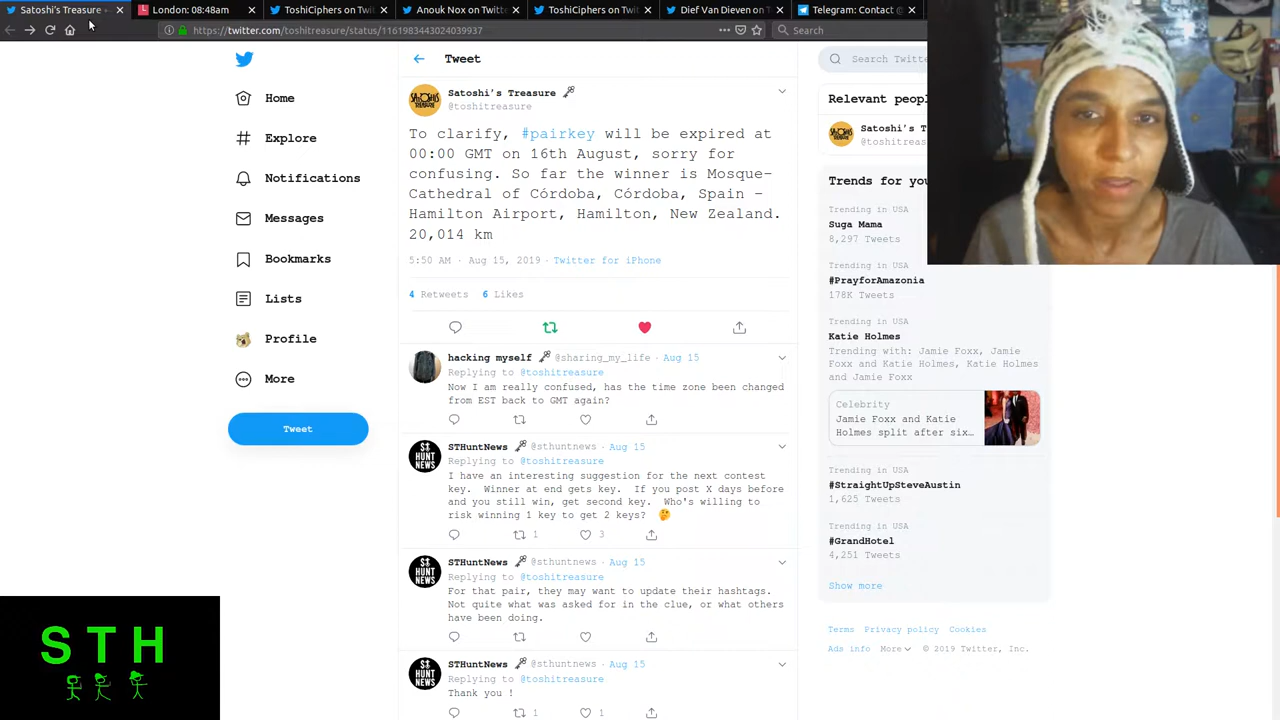 Satoshi's Treasure
London: 08:48am
ToshiCiphers on Twi
Anouk Nox on Twitte
ToshiCiphers on Twi
Dief Van Diesen on T
Telegram: Contact @
https://twitter.com/toshitreasure/status/1161983443024039937
Search
Home
Explore
Notifications
Messages
Bookmarks
Lists
Profile
More
Tweet
Tweet
Satoshi's Treasure
@toshitreasure
To clarify, #pairkey will be expired at
00:00 GMT on 16th August, sorry for
confusing. So far the winner is Mosque-
Cathedral of Córdoba, Córdoba, Spain –
Hamilton Airport, Hamilton, New Zealand.
20,014 km
5:50 AM · Aug 15, 2019 · Twitter for iPhone
4 Retweets 6 Likes
hacking myself @sharing_my_life · Aug 15
Replying to @toshitreasure
Now I am really confused, has the time zone been changed
from EST back to GMT again?
STHuntNews @sthuntnews · Aug 15
Replying to @toshitreasure
I have an interesting suggestion for the next contest
key. Winner at end gets key. If you post X days before
and you still win, get second key. Who's willing to
risk winning 1 key to get 2 keys? 🤔
1 3
STHuntNews @sthuntnews · Aug 15
Replying to @toshitreasure
For that pair, they may want to update their hashtags.
Not quite what was asked for in the clue, or what others
have been doing.
STHuntNews @sthuntnews · Aug 15
Replying to @toshitreasure
Thank you !
1 1
Search Twitte
Relevant peopl
Satoshi's T
@toshitreasu
Trends for you
Trending in USA
Suga Mama
8,297 Tweets
Trending in USA
#PrayforAmazonia
178K Tweets
Trending in USA
Katie Holmes
Trending with: Jamie Foxx, Jamie
Foxx and Katie Holmes, Katie Holmes
and Jamie Foxx
Celebrity
Jamie Foxx and Katie
Holmes split after six…
Trending in USA
#StraightUpSteveAustin
1,625 Tweets
Trending in USA
#GrandHotel
4,251 Tweets
Show more
Terms Privacy policy Cookies
Ads info More © 2019 Twitter, Inc.
STH